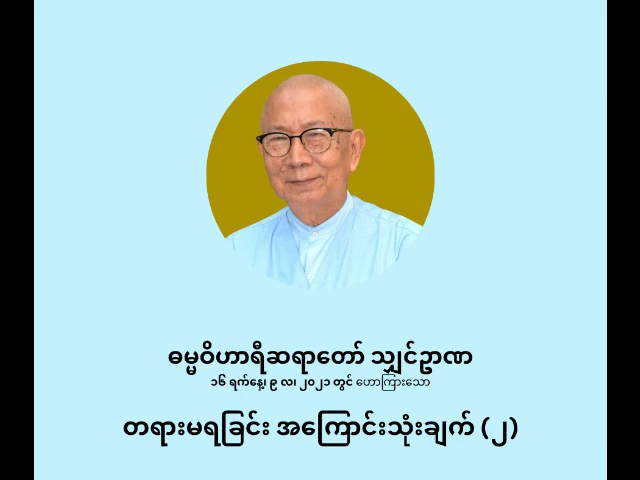 ဓမ္မဝိဟာရီဆရာတော် သျှင်ဥာဏ
၁၆ ရက်နေ့၊ ၉ လ၊ ၂၀၂၁ တွင် ဟောကြားသော
တရားမရခြင်း အကြောင်းသုံးချက် (၂)